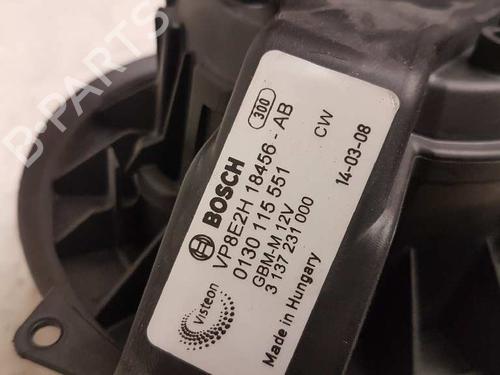 300
BOSCH
VP8E2H 18456 - AB
0130 115 551
GBM-M 12V
CW
3 137 231 000
14-03-08
Visteon
Made in Hungary
B-PARTS